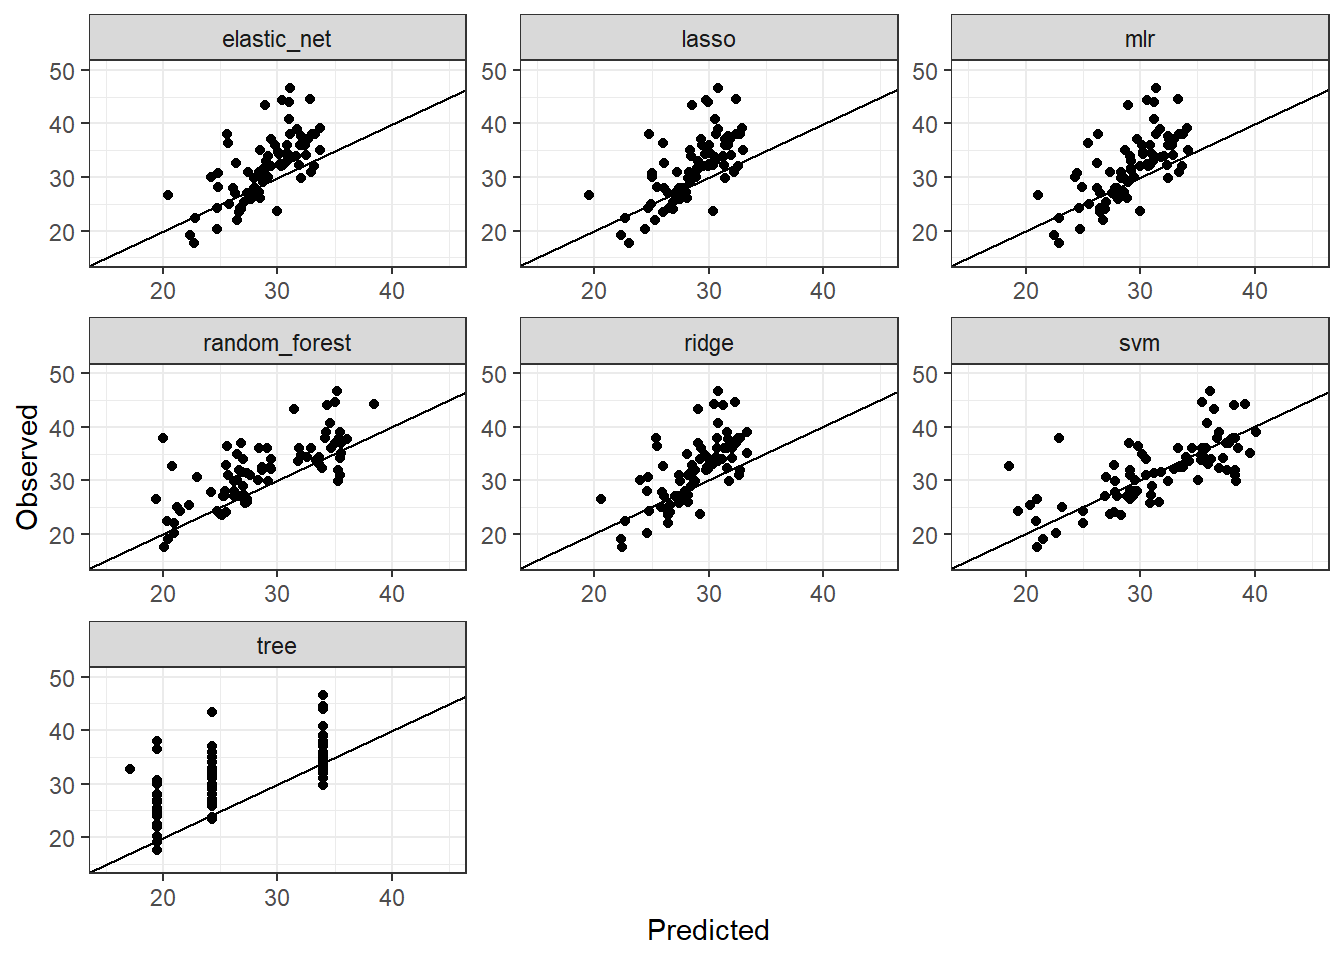 elastic_net lasso mlr
50 50 50
40 40 40
30 30 30
20 20 20
20 30 40 20 30 40 20 30 40
random_forest ridge svm
50 50 50
40 40 40
30 30 30
20 20 20
20 30 40 20 30 40 20 30 40
Observed
tree
50
40
30
20
20 30 40
Predicted